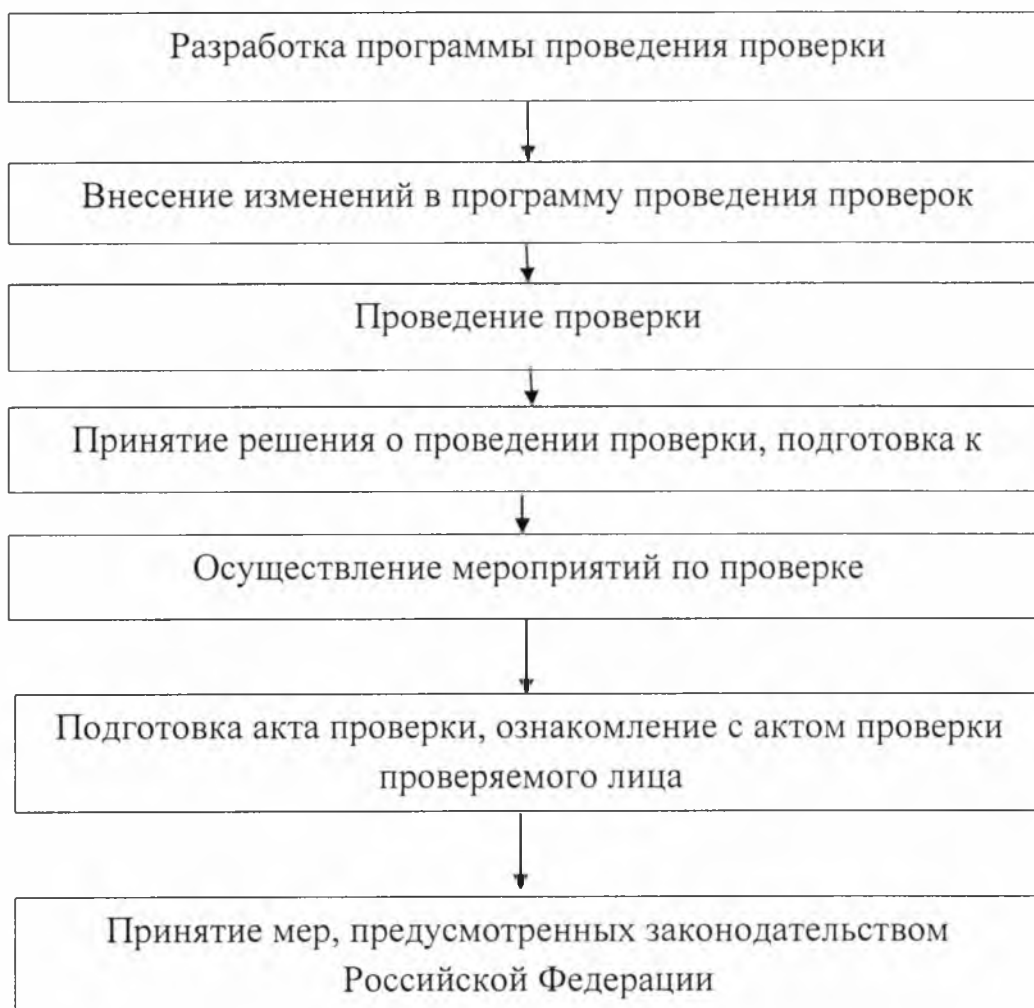 Разработка программы проведения проверки
Внесение изменений в программу проведения проверок
Проведение проверки
Принятие решения о проведении проверки, подготовка к
Осуществление мероприятий по проверке
Подготовка акта проверки, ознакомление с актом проверки
проверяемого лица
Принятие мер, предусмотренных законодательством
Российской Федерации